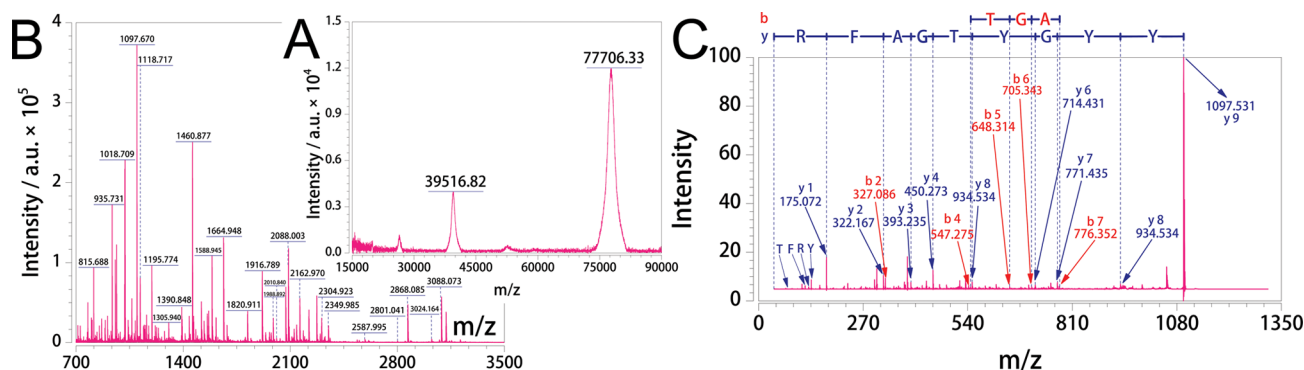 B
Intensity / a.u. × 10⁵
4
3
2
1
0
1097.670
1118.717
1460.877
1018.709
935.731
1664.948
1588.945
2088.003
815.688
1195.774
1916.789
2010.840
1988.892
2162.970
1390.848
1305.940
1820.911
2304.923
2349.985
2868.085
3088.073
2801.041
3024.164
2587.995
700
1400
2100
2800
3500
m/z
A
Intensity / a.u. × 10⁴
1.5
1.2
0.9
0.6
0.3
0.0
77706.33
39516.82
15000
30000
45000
60000
75000
90000
m/z
C
b
T G A
y
R F A G T Y G Y Y
Intensity
100
80
60
40
20
0
1097.531
y 9
b 6
705.343
y 6
714.431
b 5
648.314
y 7
771.435
y 4
450.273
y 8
934.534
b 2
327.086
y 1
175.072
y 2
322.167
y 3
393.235
b 4
547.275
b 7
776.352
y 8
934.534
T F R Y
0
270
540
810
1080
1350
m/z